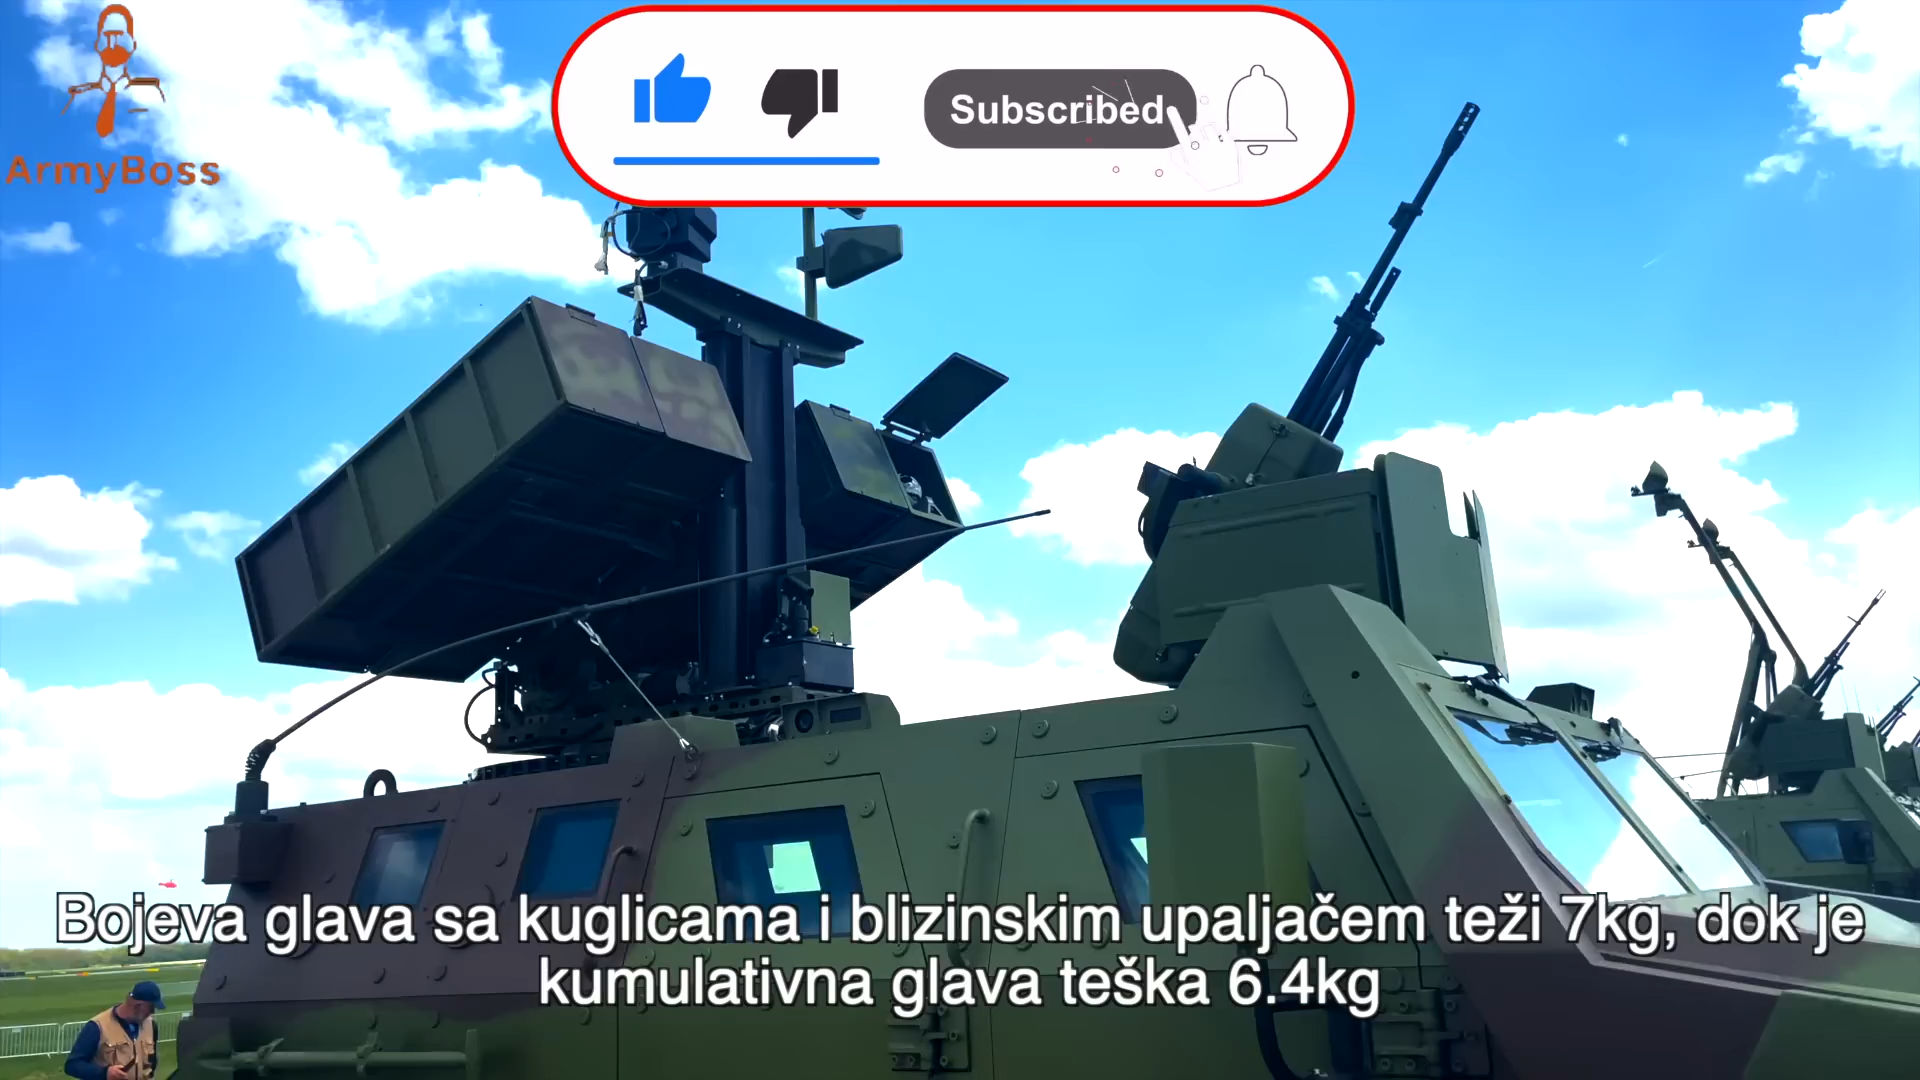 ArmyBoss
Subscribed
Bojeva glava sa kuglicama i blizinskim upaljačem teži 7kg, dok je
kumulativna glava teška 6.4kg